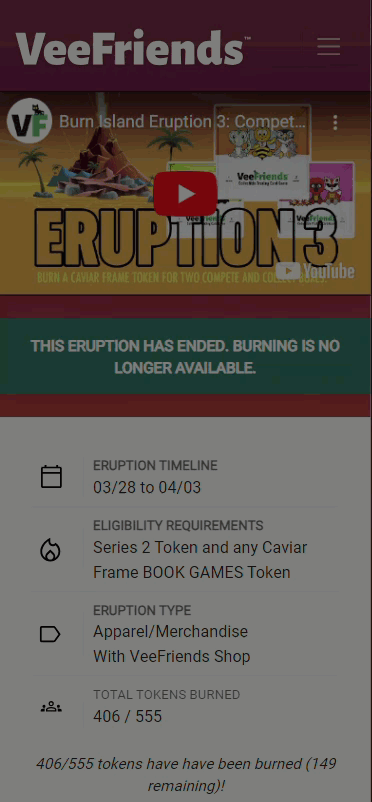 VeeFriends™
VF
Burn Island Eruption 3: Compet...
VeeFriends
ERUPTION 3
BURN A CAVIAR FRAME TOKEN FOR TWO COMPETE AND COLLECT BOXES.
YouTube
THIS ERUPTION HAS ENDED. BURNING IS NO
LONGER AVAILABLE.
ERUPTION TIMELINE
03/28 to 04/03
ELIGIBILITY REQUIREMENTS
Series 2 Token and any Caviar
Frame BOOK GAMES Token
ERUPTION TYPE
Apparel/Merchandise
With VeeFriends Shop
TOTAL TOKENS BURNED
406 / 555
406/555 tokens have have been burned (149
remaining)!